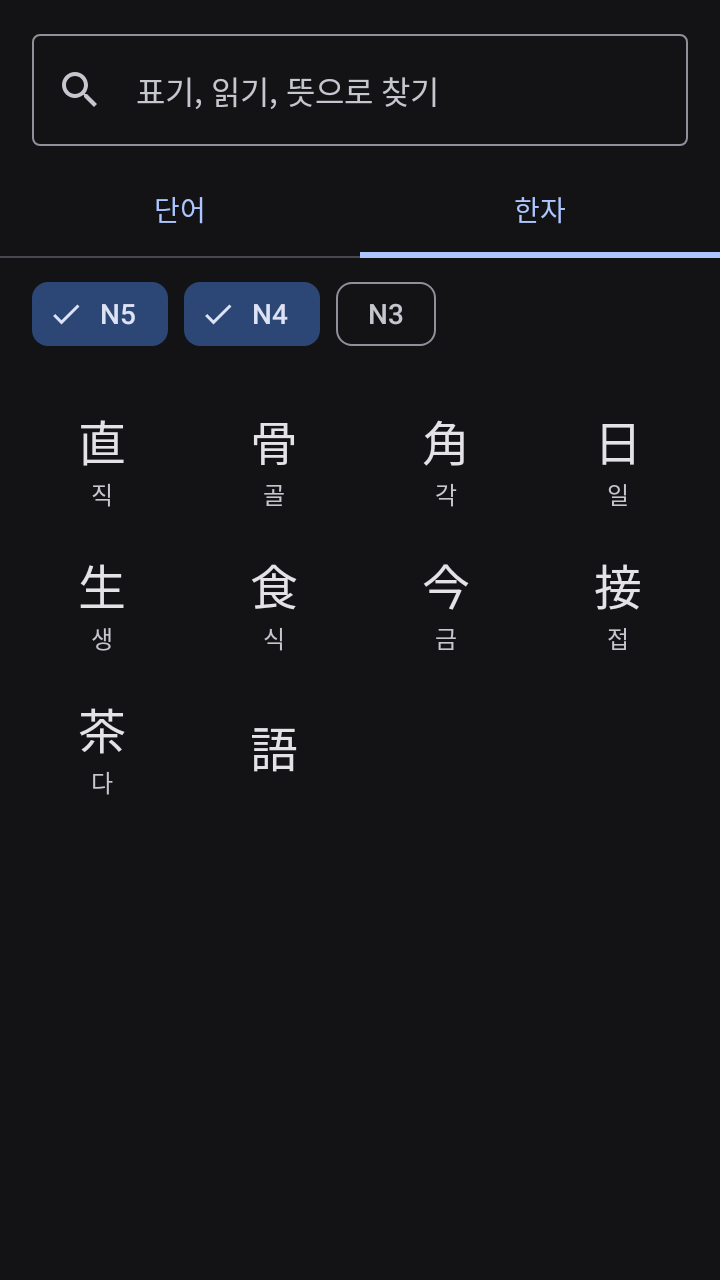 표기, 읽기, 뜻으로 찾기
단어 한자
N5 N4 N3
直 骨 角 日
직 골 각 일
生 食 今 接
생 식 금 접
茶 語
다